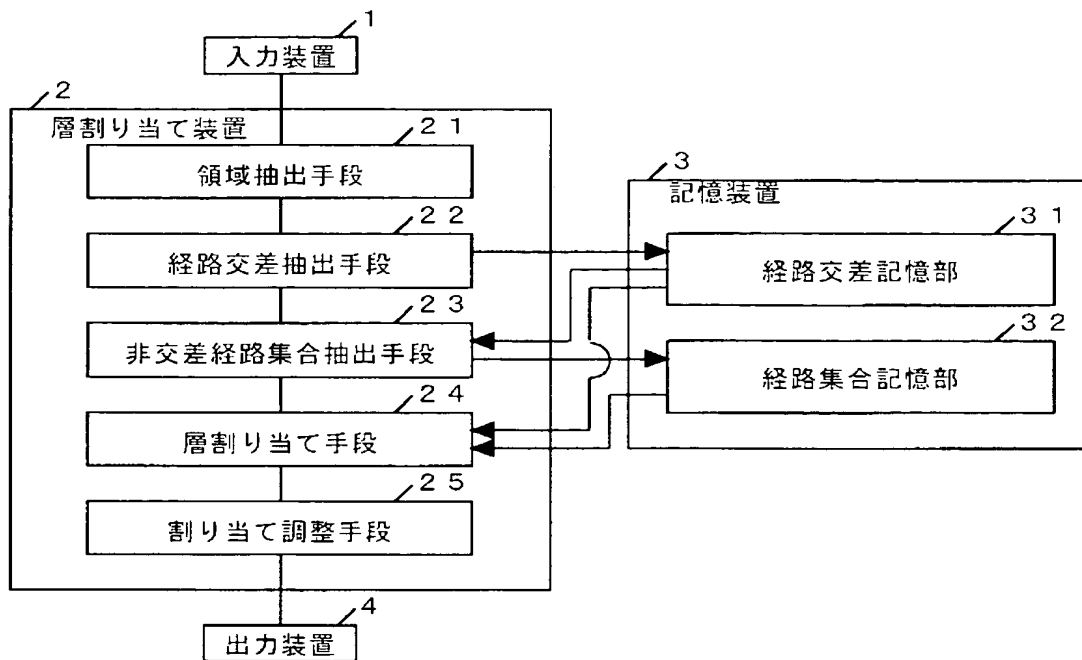 1
入力装置
2
層割り当て装置
21
領域抽出手段
22
経路交差抽出手段
23
非交差経路集合抽出手段
24
層割り当て手段
25
割り当て調整手段
3
記憶装置
31
経路交差記憶部
32
経路集合記憶部
4
出力装置